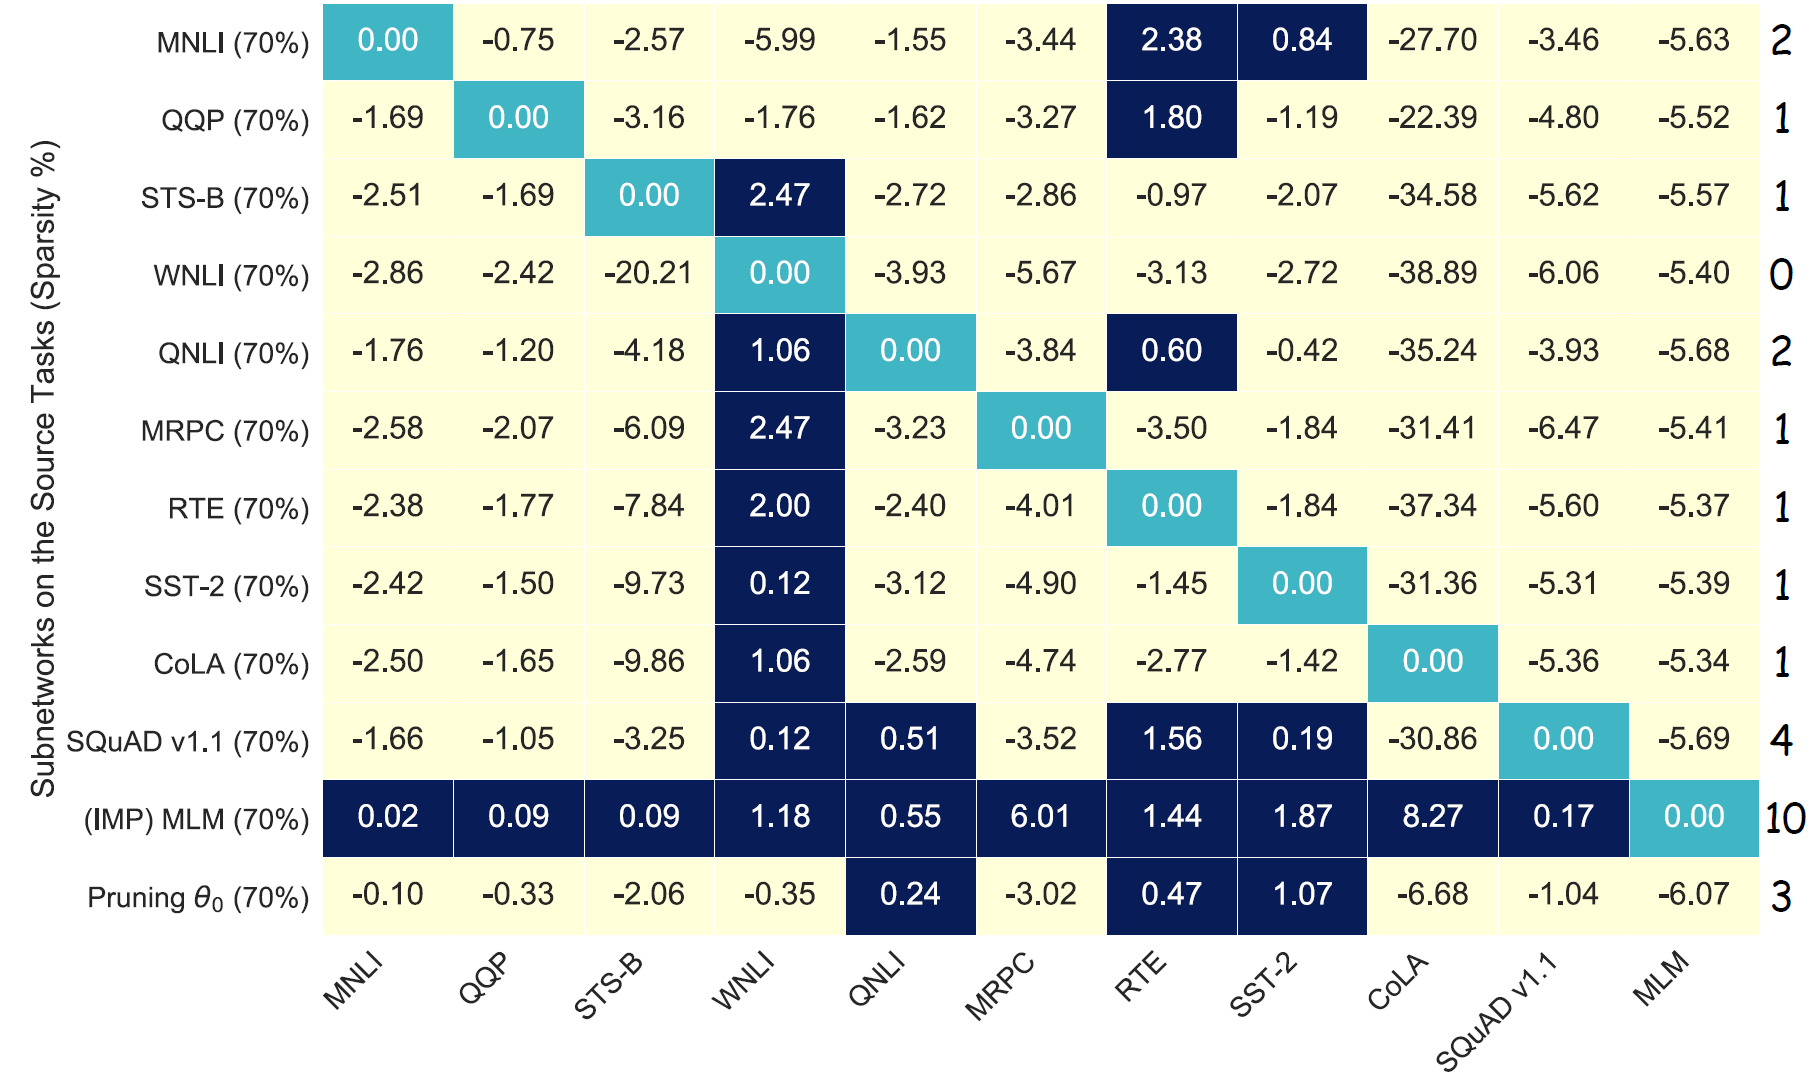 Subnetworks on the Source Tasks (Sparsity %)
MNLI (70%) 0.00 -0.75 -2.57 -5.99 -1.55 -3.44 2.38 0.84 -27.70 -3.46 -5.63 2
QQP (70%) -1.69 0.00 -3.16 -1.76 -1.62 -3.27 1.80 -1.19 -22.39 -4.80 -5.52 1
STS-B (70%) -2.51 -1.69 0.00 2.47 -2.72 -2.86 -0.97 -2.07 -34.58 -5.62 -5.57 1
WNLI (70%) -2.86 -2.42 -20.21 0.00 -3.93 -5.67 -3.13 -2.72 -38.89 -6.06 -5.40 0
QNLI (70%) -1.76 -1.20 -4.18 1.06 0.00 -3.84 0.60 -0.42 -35.24 -3.93 -5.68 2
MRPC (70%) -2.58 -2.07 -6.09 2.47 -3.23 0.00 -3.50 -1.84 -31.41 -6.47 -5.41 1
RTE (70%) -2.38 -1.77 -7.84 2.00 -2.40 -4.01 0.00 -1.84 -37.34 -5.60 -5.37 1
SST-2 (70%) -2.42 -1.50 -9.73 0.12 -3.12 -4.90 -1.45 0.00 -31.36 -5.31 -5.39 1
CoLA (70%) -2.50 -1.65 -9.86 1.06 -2.59 -4.74 -2.77 -1.42 0.00 -5.36 -5.34 1
SQuAD v1.1 (70%) -1.66 -1.05 -3.25 0.12 0.51 -3.52 1.56 0.19 -30.86 0.00 -5.69 4
(IMP) MLM (70%) 0.02 0.09 0.09 1.18 0.55 6.01 1.44 1.87 8.27 0.17 0.00 10
Pruning θ₀ (70%) -0.10 -0.33 -2.06 -0.35 0.24 -3.02 0.47 1.07 -6.68 -1.04 -6.07 3
MNLI QQP STS-B WNLI QNLI MRPC RTE SST-2 CoLA SQuAD v1.1 MLM